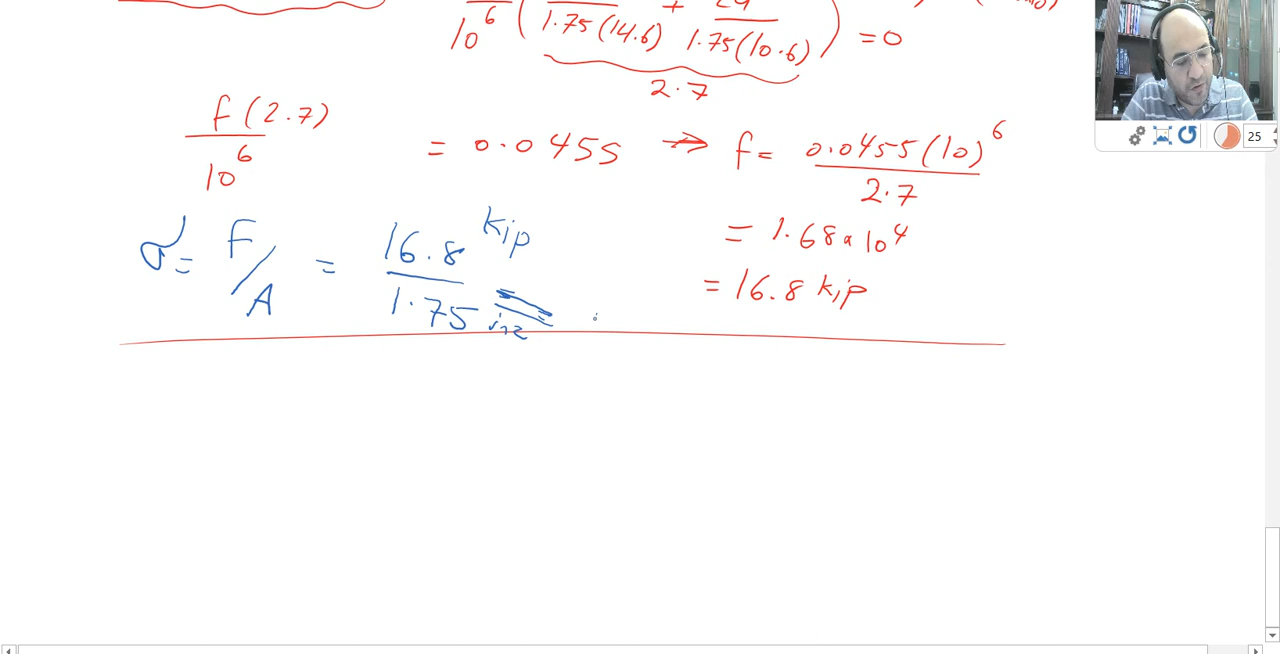 10^6 ( 1.75(14.6) + 1.75(10.6) ) = 0
2.7
f(2.7) / 10^6 = 0.0455 ⇒ f = 0.0455(10)^6 / 2.7
= 1.68 x 10^4
= 16.8 kip
σ = F/A = 16.8 kip / 1.75 in2
25